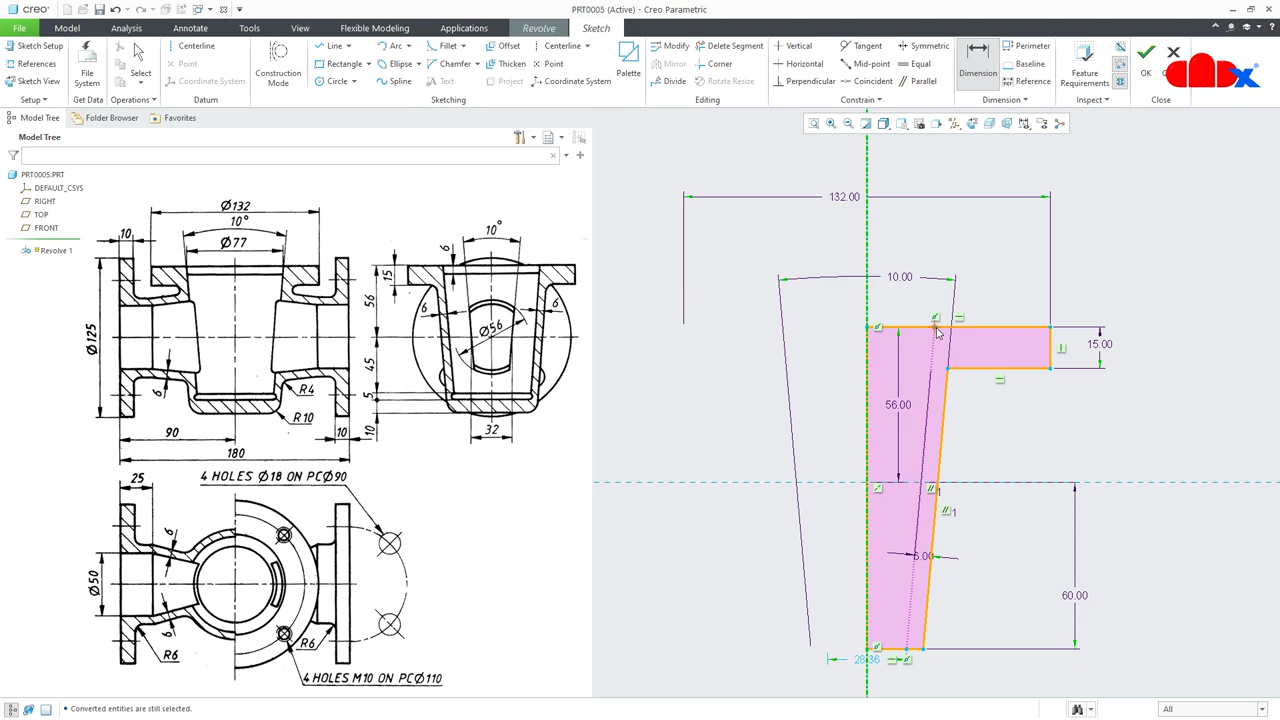 creo®
PRT0005 (Active) - Creo Parametric
File Model Analysis Annotate Tools View Flexible Modeling Applications Revolve Sketch
Sketch Setup
References
Sketch View
Setup
File System
Get Data
Select
Operations
Centerline
Point
Coordinate System
Datum
Construction Mode
Line Arc Fillet Offset Centerline
Rectangle Ellipse Chamfer Thicken Point
Circle Spline Text Project Coordinate System
Palette
Sketching
Modify Delete Segment
Mirror Corner
Divide Rotate Resize
Editing
Vertical Tangent Symmetric
Horizontal Mid-point Equal
Perpendicular Coincident Parallel
Constrain
Dimension
Perimeter
Baseline
Reference
Dimension
Feature Requirements
Inspect
OK
Close
CADX
Model Tree Folder Browser Favorites
Model Tree
PRT0005.PRT
DEFAULT_CSYS
RIGHT
TOP
FRONT
Revolve 1
Ø132
10°
Ø77
10
Ø125
6
R4
R10
90
10
180
15
56
45
5
10
6
10°
6
6
Ø56
32
4 HOLES Ø18 ON PCØ90
25
6
Ø50
6
R6
R6
4 HOLES M10 ON PCØ110
132.00
10.00
15.00
56.00
1
1
6.00
60.00
28.36
Converted entities are still selected.
All